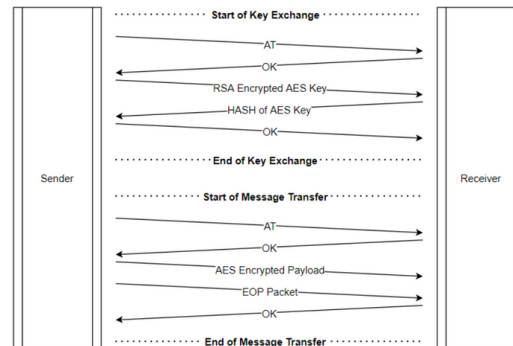 Start of Key Exchange
AT
OK
RSA Encrypted AES Key
HASH of AES Key
OK
End of Key Exchange
Sender
Receiver
Start of Message Transfer
AT
OK
AES Encrypted Payload
EOP Packet
OK
End of Message Transfer